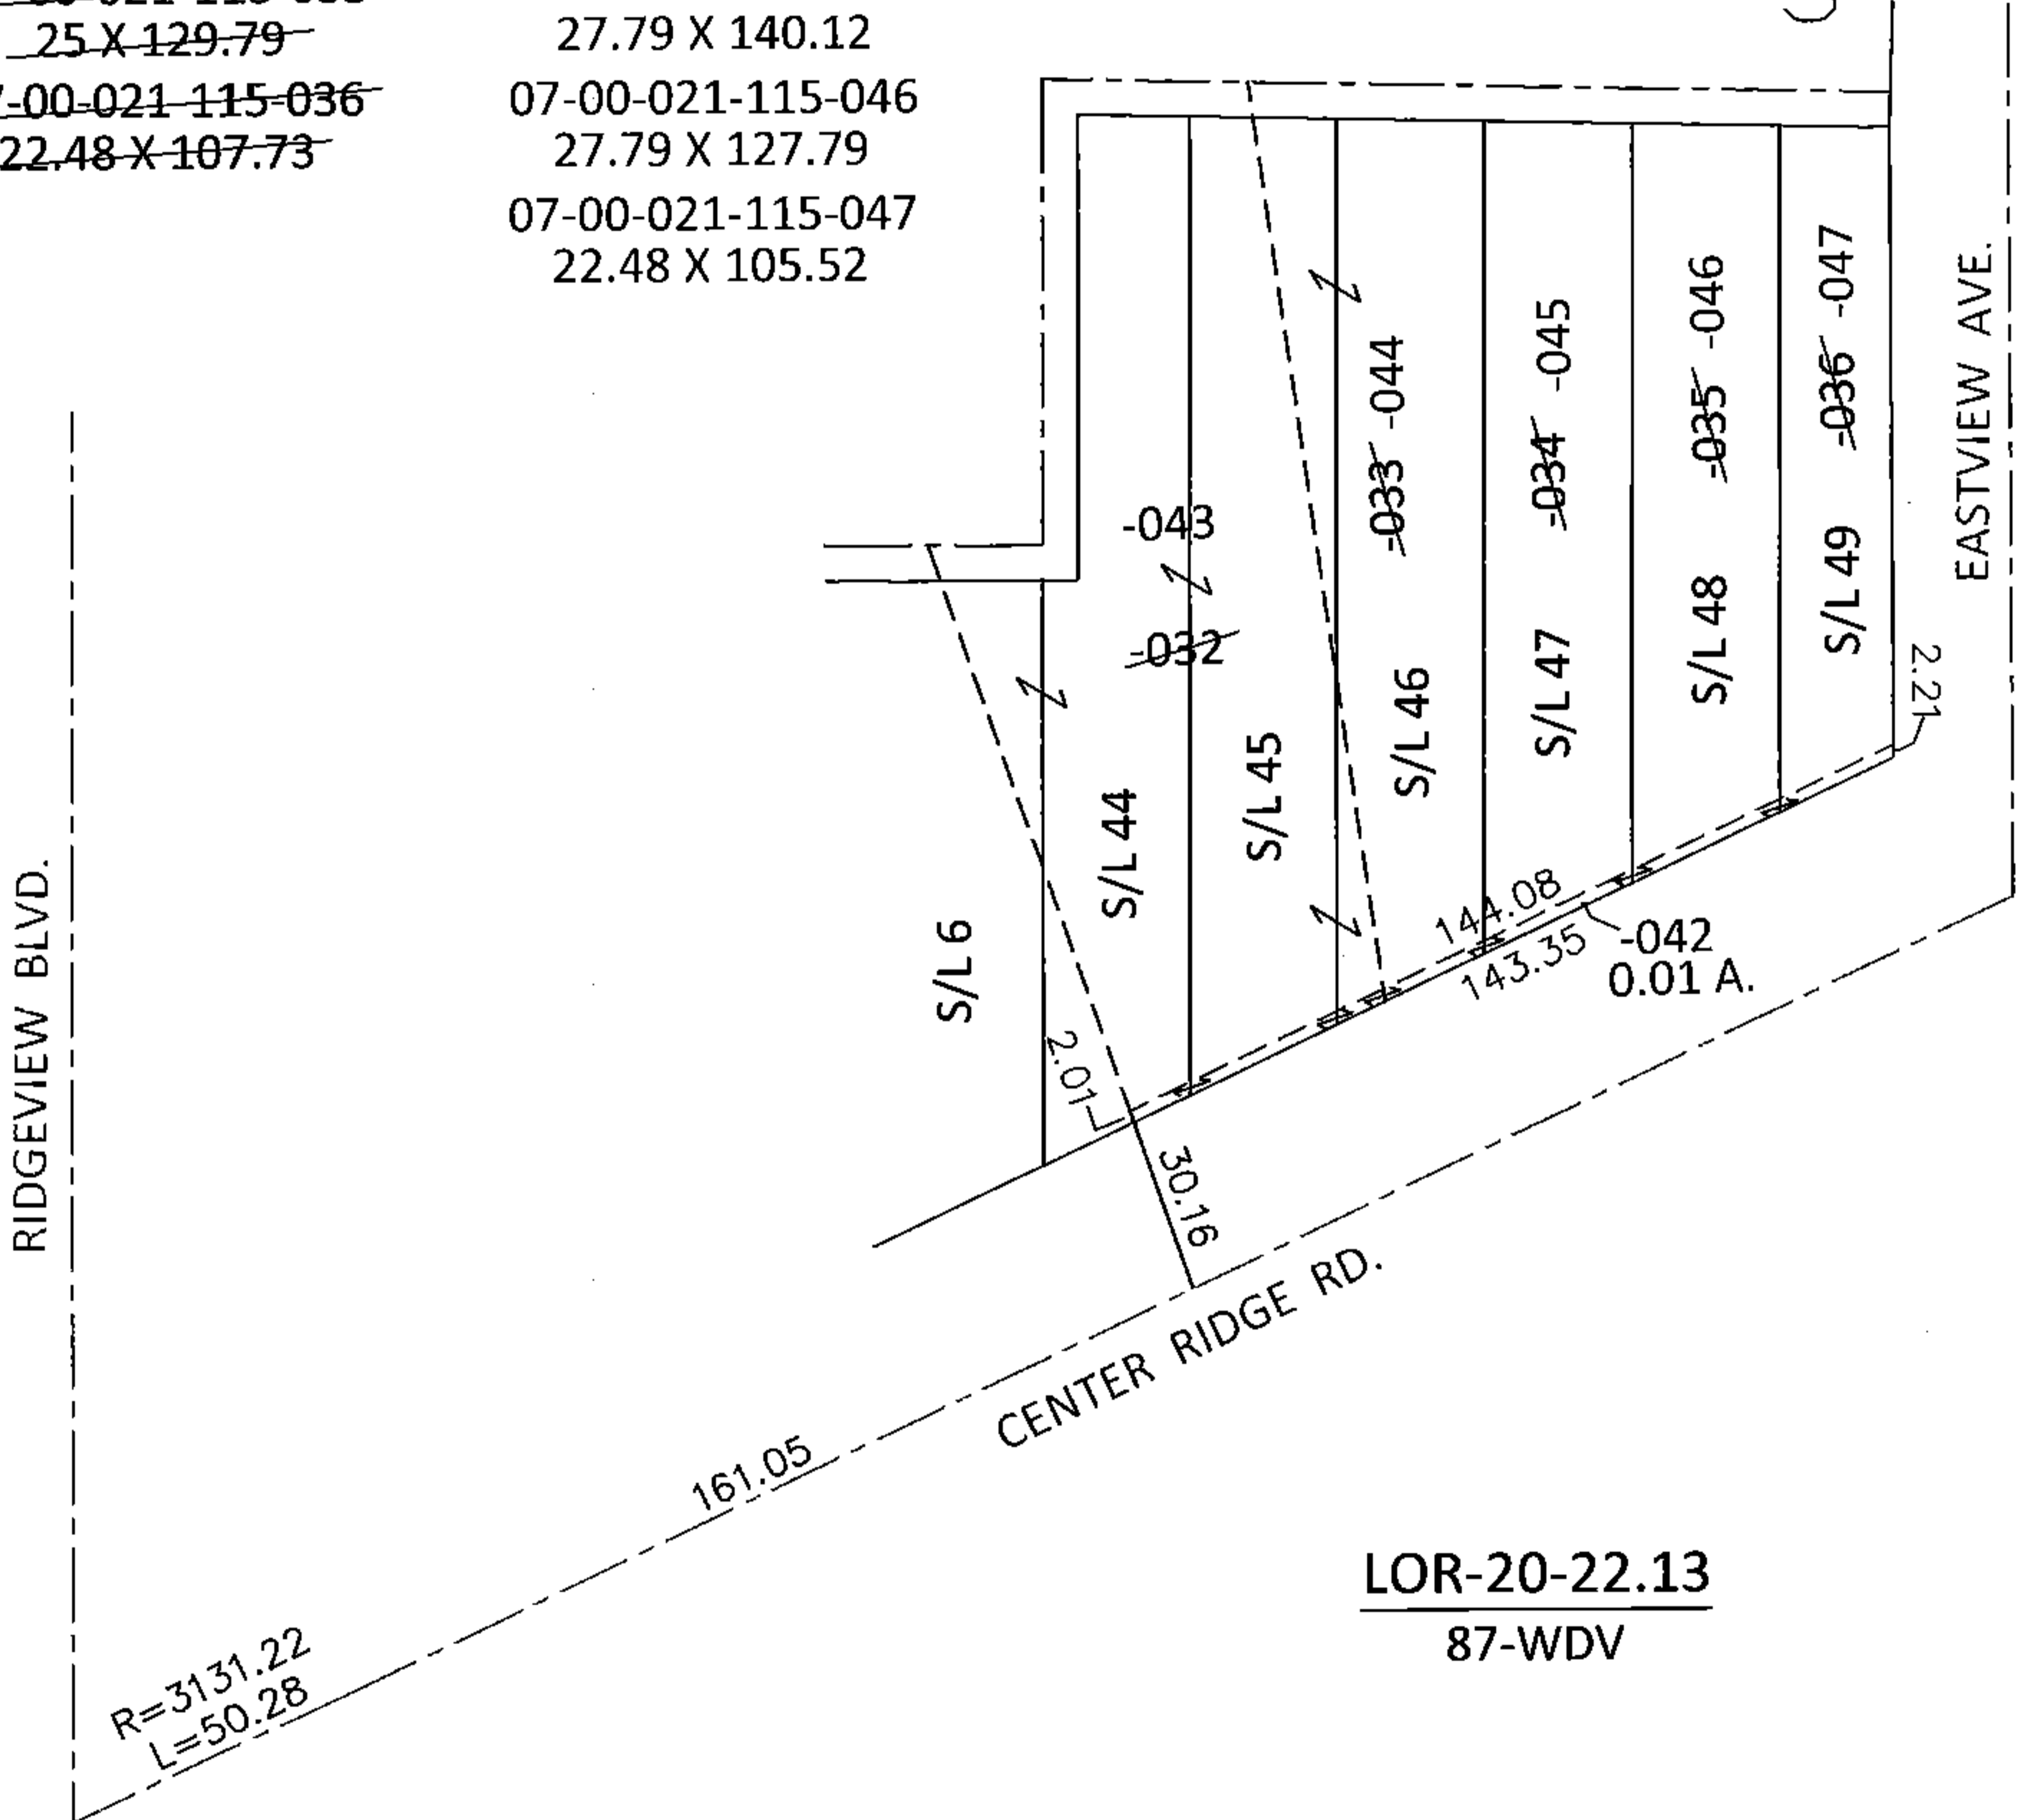 25 X 129.79
-00-021-115-036
22.48 X 107.73
27.79 X 140.12
07-00-021-115-046
27.79 X 127.79
07-00-021-115-047
22.48 X 105.52
-043
-032
-033 -044
-034 -045
-035 -046
-036 -047
S/L 6
S/L 44
S/L 45
S/L 46
S/L 47
S/L 48
S/L 49
EASTVIEW AVE.
2.21
RIDGEVIEW BLVD.
144.08
143.35
-042
0.01 A.
2.01
30.16
CENTER RIDGE RD.
161.05
R=3131.22
L=50.28
LOR-20-22.13
87-WDV